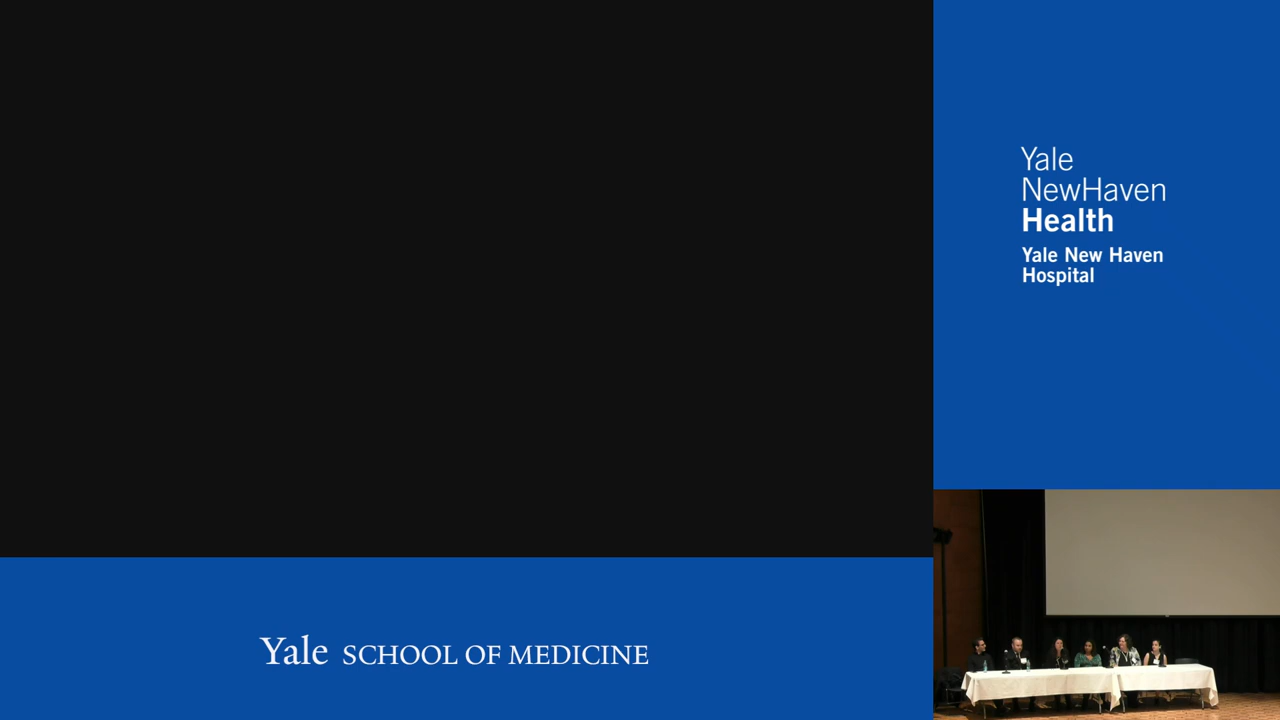 Yale
NewHaven
Health
Yale New Haven
Hospital
Yale SCHOOL OF MEDICINE